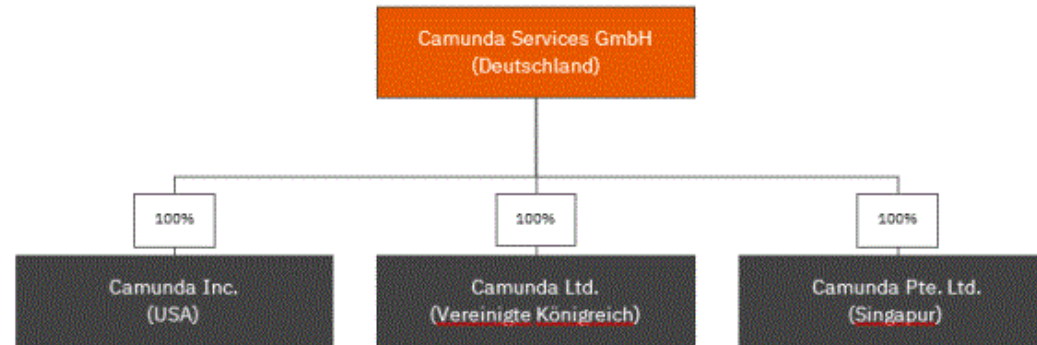 Camunda Services GmbH
(Deutschland)
100%
100%
100%
Camunda Inc.
(USA)
Camunda Ltd.
(Vereinigte Königreich)
Camunda Pte. Ltd.
(Singapur)